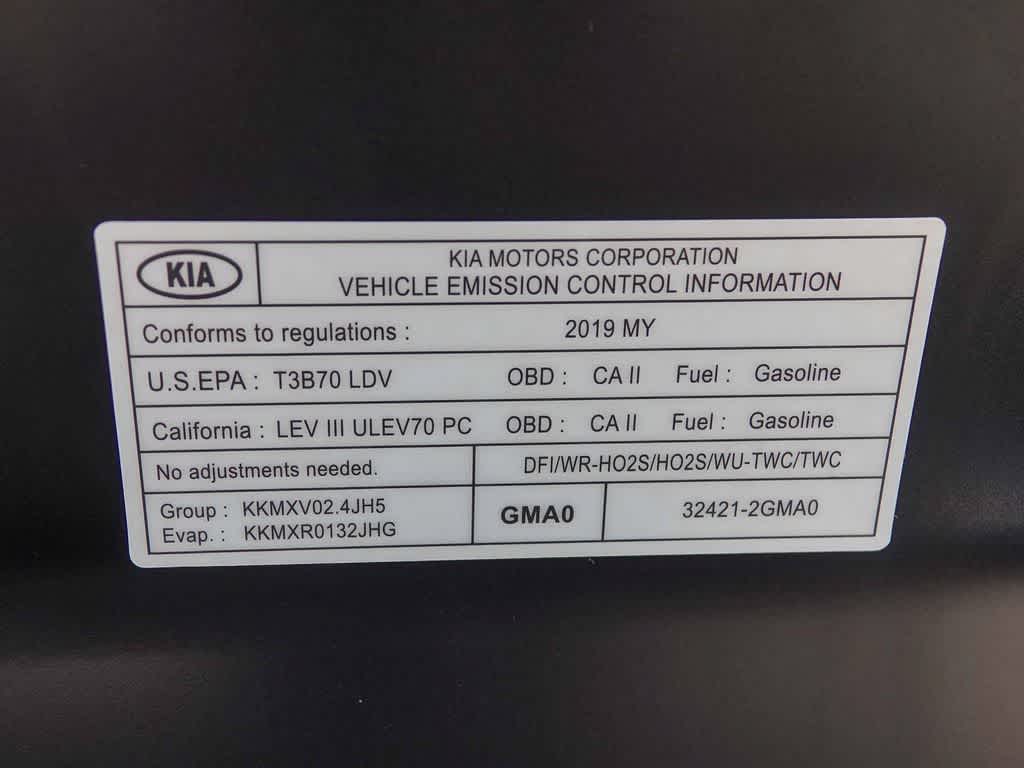 KIA
KIA MOTORS CORPORATION
VEHICLE EMISSION CONTROL INFORMATION
Conforms to regulations : 2019 MY
U.S.EPA : T3B70 LDV OBD : CA II Fuel : Gasoline
California : LEV III ULEV70 PC OBD : CA II Fuel : Gasoline
No adjustments needed. DFI/WR-HO2S/HO2S/WU-TWC/TWC
Group : KKMXV02.4JH5
Evap. : KKMXR0132JHG
GMA0 32421-2GMA0